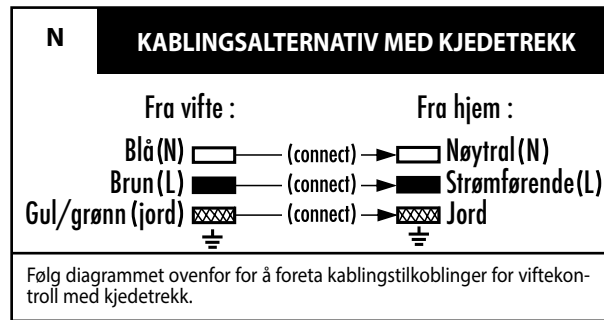 N KABLINGSALTERNATIV MED KJEDETREKK
Fra vifte : Fra hjem :
Blå(N) (connect) Nøytral(N)
Brun(L) (connect) Strømførende(L)
Gul/grønn(jord) (connect) Jord
Følg diagrammet ovenfor for å foreta kablingstilkoblinger for viftekon-
troll med kjedetrekk.